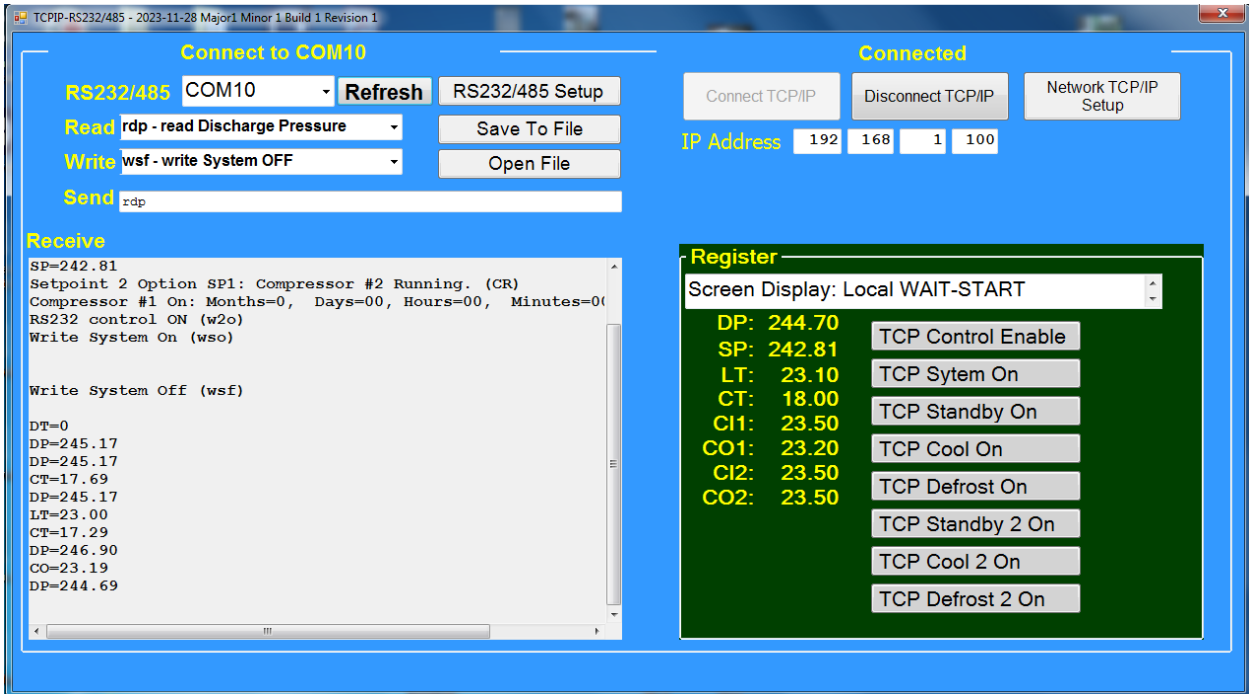 TCPIP-RS232/485 - 2023-11-28 Major1 Minor 1 Build 1 Revision 1
Connect to COM10
RS232/485 COM10 Refresh RS232/485 Setup
Read rdp - read Discharge Pressure Save To File
Write wsf - write System OFF Open File
Send rdp
Receive
SP=242.81
Setpoint 2 Option SP1: Compressor #2 Running. (CR)
Compressor #1 On: Months=0, Days=00, Hours=00, Minutes=0(
RS232 control ON (w2o)
Write System On (wso)
Write System Off (wsf)
DT=0
DP=245.17
DP=245.17
CT=17.69
DP=245.17
LT=23.00
CT=17.29
DP=246.90
CO=23.19
DP=244.69
Connected
Connect TCP/IP Disconnect TCP/IP Network TCP/IP
Setup
IP Address 192 168 1 100
Register
Screen Display: Local WAIT-START
DP: 244.70
SP: 242.81
LT: 23.10
CT: 18.00
CI1: 23.50
CO1: 23.20
CI2: 23.50
CO2: 23.50
TCP Control Enable
TCP Sytem On
TCP Standby On
TCP Cool On
TCP Defrost On
TCP Standby 2 On
TCP Cool 2 On
TCP Defrost 2 On